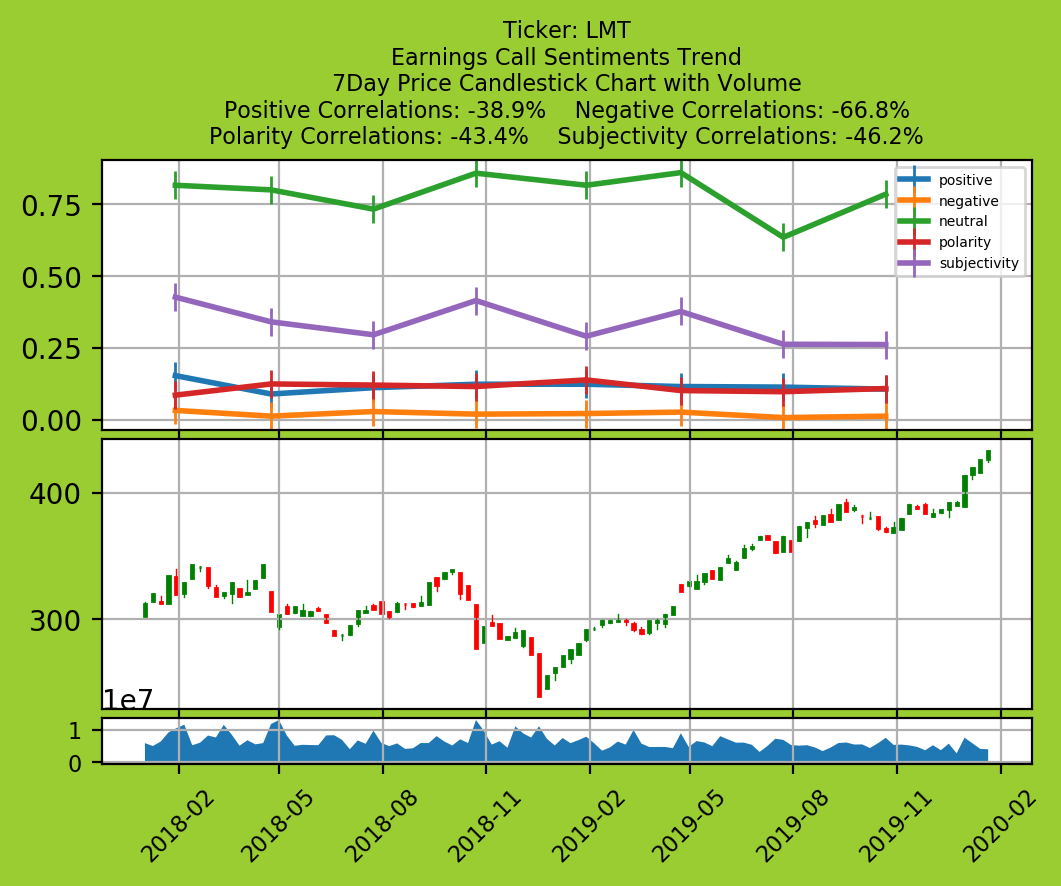 Ticker: LMT
Earnings Call Sentiments Trend
7Day Price Candlestick Chart with Volume
Positive Correlations: -38.9% Negative Correlations: -66.8%
Polarity Correlations: -43.4% Subjectivity Correlations: -46.2%
0.75
0.50
0.25
0.00
positive
negative
neutral
polarity
subjectivity
400
300
1e7
1
0
2018-02
2018-05
2018-08
2018-11
2019-02
2019-05
2019-08
2019-11
2020-02